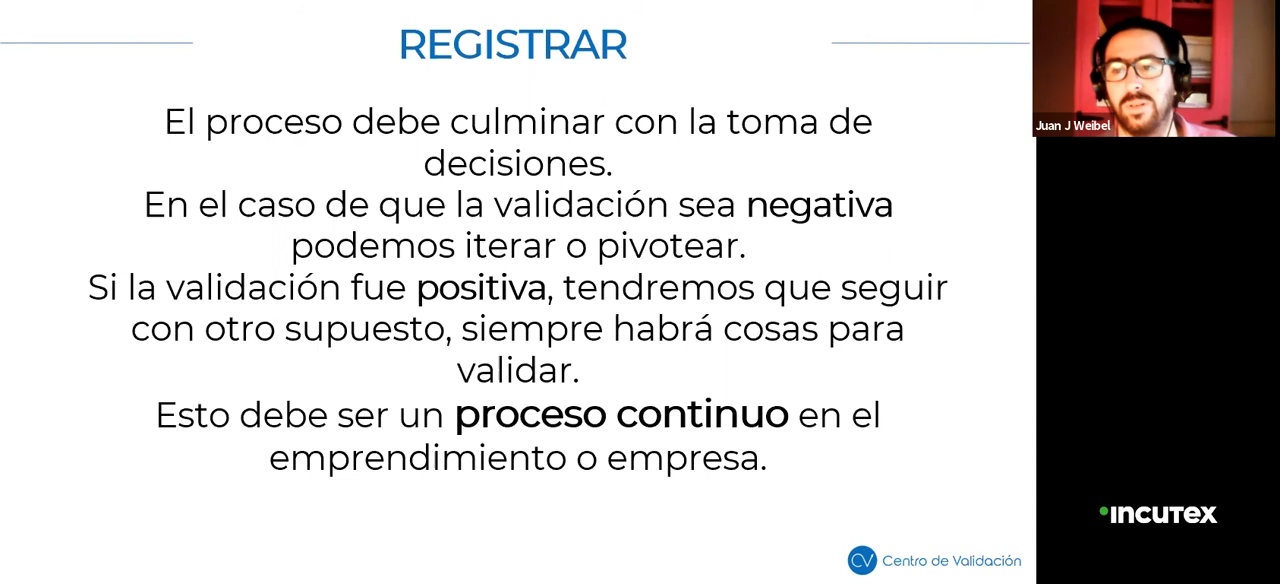 REGISTRAR
El proceso debe culminar con la toma de
decisiones.
En el caso de que la validación sea negativa
podemos iterar o pivotear.
Si la validación fue positiva, tendremos que seguir
con otro supuesto, siempre habrá cosas para
validar.
Esto debe ser un proceso continuo en el
emprendimiento o empresa.
CV Centro de Validación
Juan J Weibel
INCUTEX